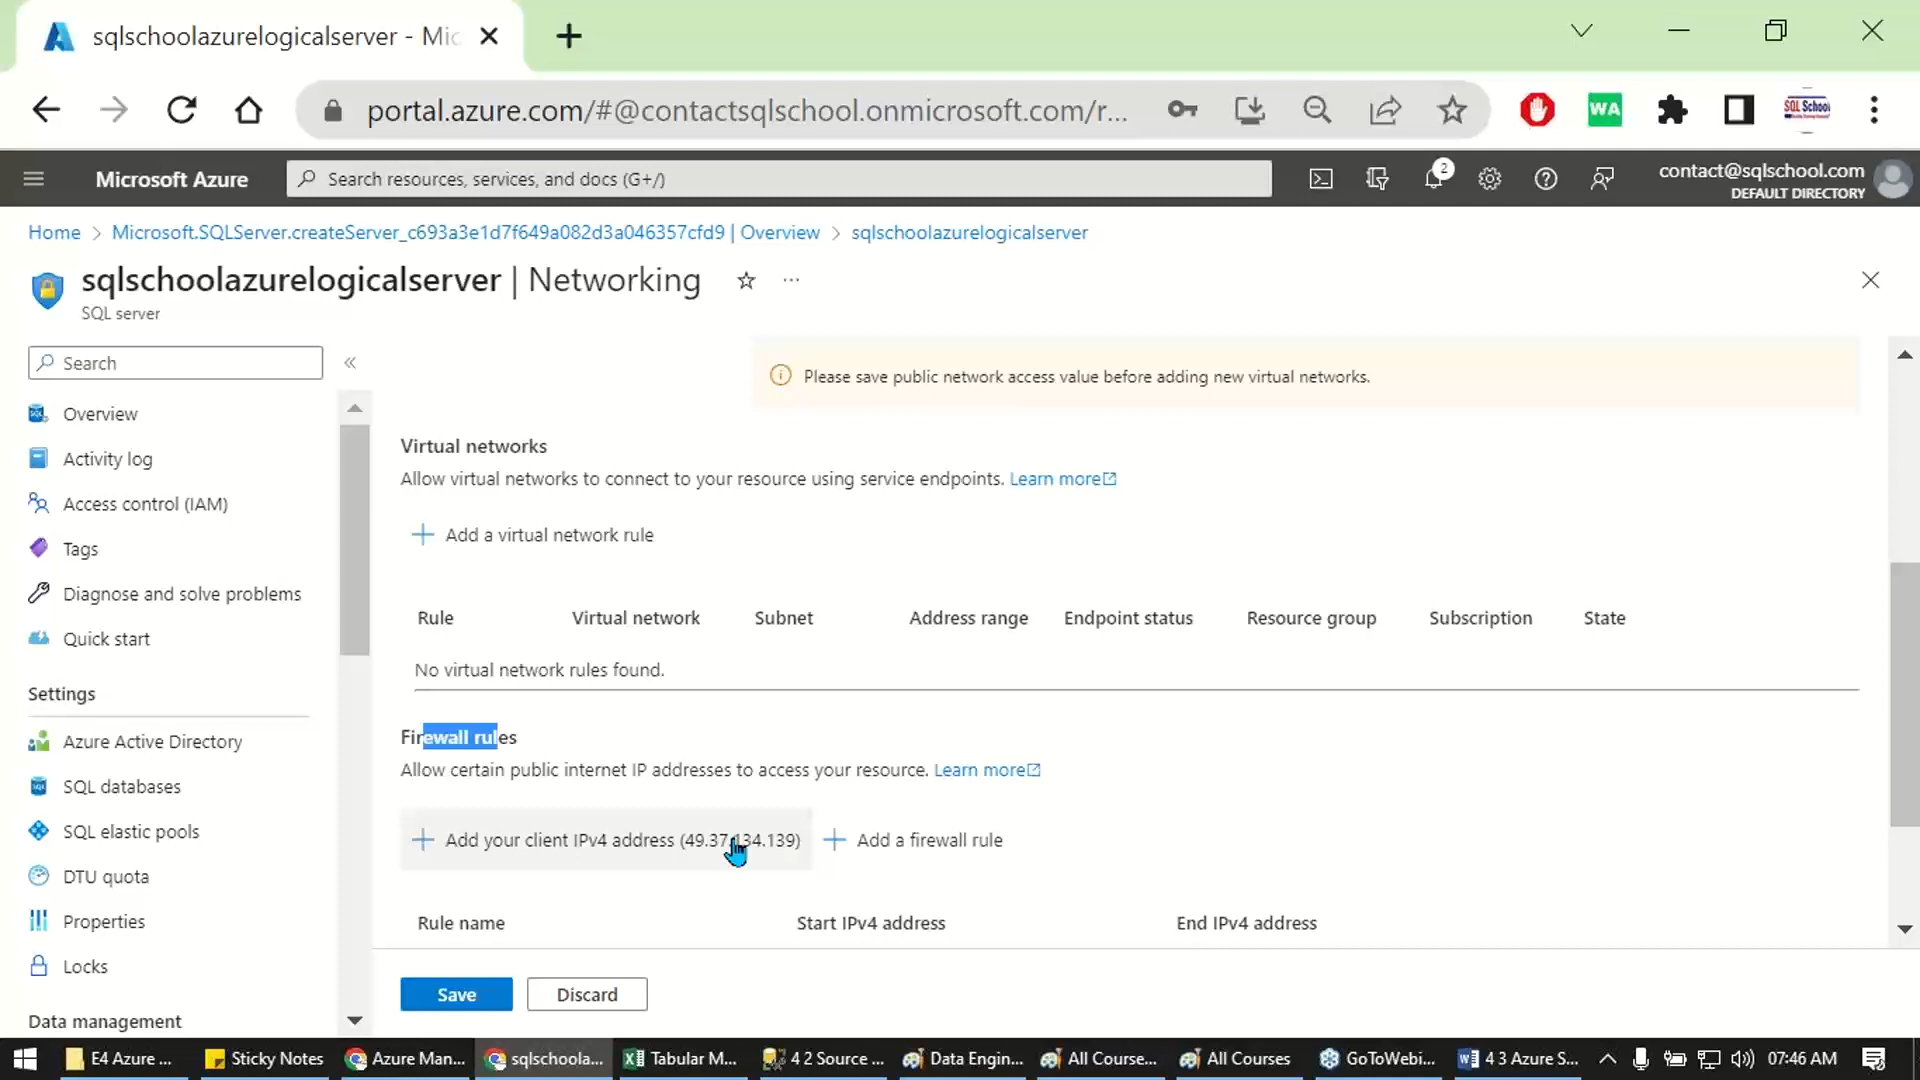 sqlschoolazurelogicalserver - Mic
portal.azure.com/#@contactsqlschool.onmicrosoft.com/r...
WA
SQL School
Microsoft Azure
Search resources, services, and docs (G+/)
2
contact@sqlschool.com
DEFAULT DIRECTORY
Home > Microsoft.SQLServer.createServer_c693a3e1d7f649a082d3a046357cfd9 | Overview > sqlschoolazurelogicalserver
sqlschoolazurelogicalserver | Networking
SQL server
Search
Overview
Activity log
Access control (IAM)
Tags
Diagnose and solve problems
Quick start
Settings
Azure Active Directory
SQL databases
SQL elastic pools
DTU quota
Properties
Locks
Data management
Please save public network access value before adding new virtual networks.
Virtual networks
Allow virtual networks to connect to your resource using service endpoints. Learn more
Add a virtual network rule
Rule Virtual network Subnet Address range Endpoint status Resource group Subscription State
No virtual network rules found.
Firewall rules
Allow certain public internet IP addresses to access your resource. Learn more
Add your client IPv4 address (49.37.134.139) Add a firewall rule
Rule name Start IPv4 address End IPv4 address
Save Discard
E4 Azure ... Sticky Notes Azure Man... sqlschoola... Tabular M... 4 2 Source ... Data Engin... All Course... All Courses GoToWebi... 4 3 Azure S... 07:46 AM